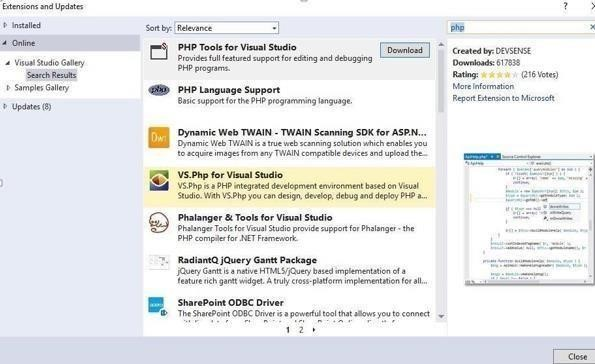 Extensions and Updates
?
Installed
Online
Visual Studio Gallery
Search Results
Samples Gallery
Updates (8)
Sort by: Relevance
PHP Tools for Visual Studio
Provides full featured support for editing and debugging
PHP programs.
Download
php
PHP Language Support
Basic support for the PHP programming language.
Dw
Dynamic Web TWAIN - TWAIN Scanning SDK for ASP.N...
Dynamic Web TWAIN is a true web scanning solution which enables you
to acquire images from any TWAIN compatible devices and upload the...
VS.Php for Visual Studio
VS.Php is a PHP integrated development environment based on Visual
Studio. With VS.Php you can design, develop, debug and deploy PHP a...
Phalanger & Tools for Visual Studio
Phalanger Tools for Visual Studio provide support for Phalanger - the
PHP compiler for .NET Framework.
RadiantQ jQuery Gantt Package
jQuery Gantt is a native HTML5/jQuery based implementation of a
feature rich gantt widget. A truly cross-platform implementation for all...
SharePoint ODBC Driver
The SharePoint ODBC Driver is a powerful tool that allows you to connect
1 2
php
Created by: DEVSENSE
Downloads: 617838
Rating: (216 Votes)
More Information
Report Extension to Microsoft
Source Control Explorer
Close